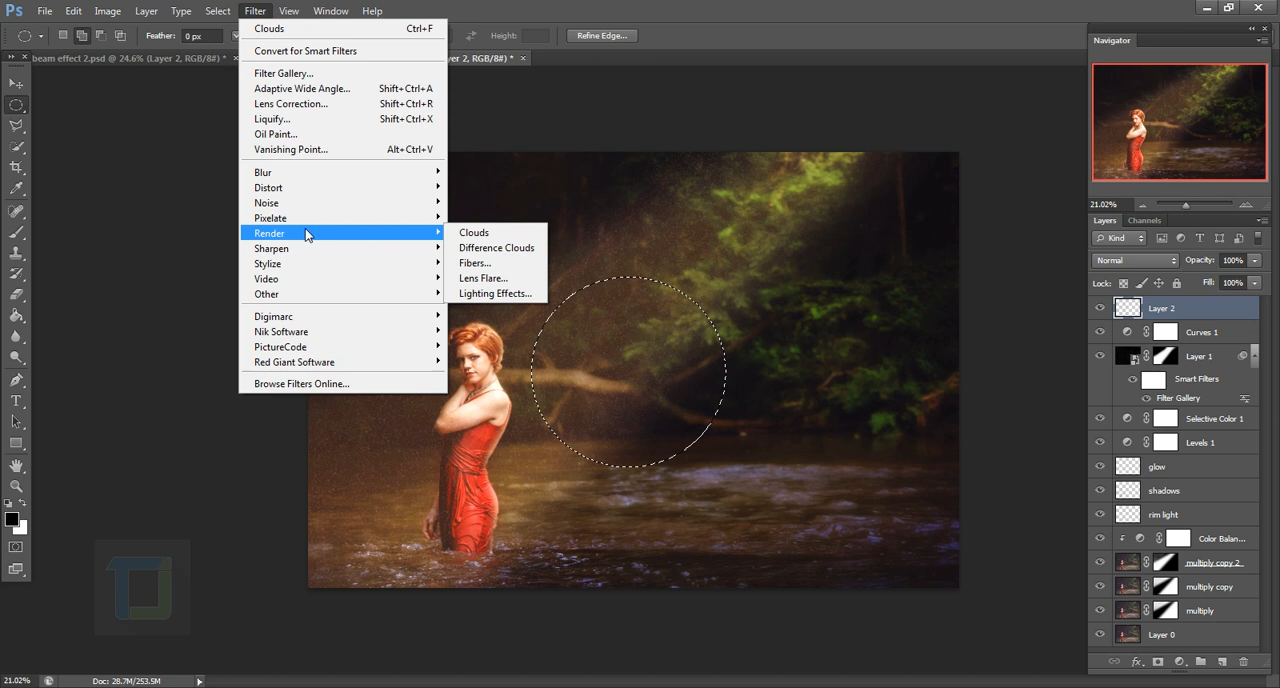 Ps File Edit Image Layer Type Select Filter View Window Help
Feather: 0 px Height: Refine Edge...
beam effect 2.psd @ 24.6% (Layer 2, RGB/8#) * × yer 2, RGB/8#) * ×
Clouds Ctrl+F
Convert for Smart Filters
Filter Gallery...
Adaptive Wide Angle... Shift+Ctrl+A
Lens Correction... Shift+Ctrl+R
Liquify... Shift+Ctrl+X
Oil Paint...
Vanishing Point... Alt+Ctrl+V
Blur
Distort
Noise
Pixelate
Render
Sharpen
Stylize
Video
Other
Digimarc
Nik Software
PictureCode
Red Giant Software
Browse Filters Online...
Clouds
Difference Clouds
Fibers...
Lens Flare...
Lighting Effects...
Navigator
21.02%
Layers Channels
Kind
Normal Opacity: 100%
Lock: Fill: 100%
Layer 2
Curves 1
Layer 1
Smart Filters
Filter Gallery
Selective Color 1
Levels 1
glow
shadows
rim light
Color Balan...
multiply copy 2
multiply copy
multiply
Layer 0
fx
21.02% Doc: 28.7M/253.5M